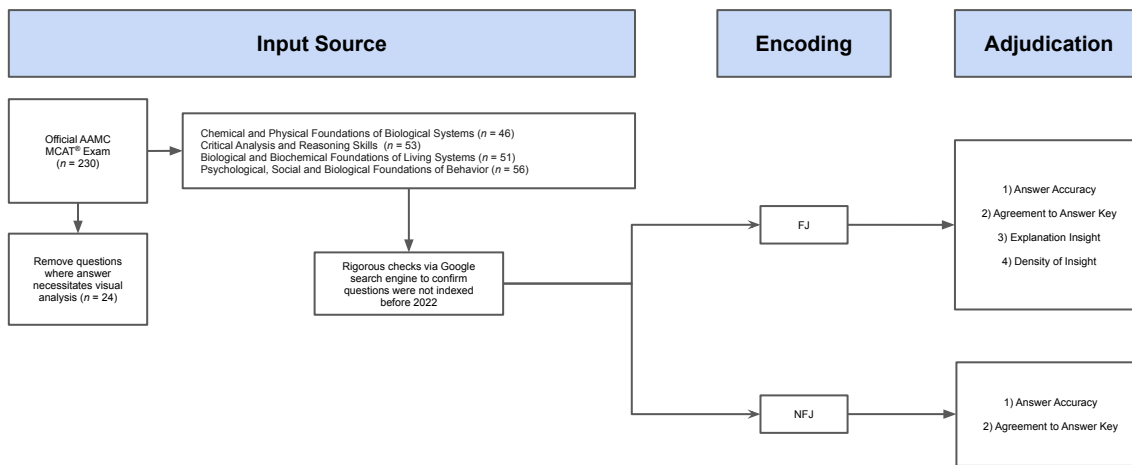 Input Source
Encoding
Adjudication
Official AAMC
MCAT® Exam
(n = 230)
Chemical and Physical Foundations of Biological Systems (n = 46)
Critical Analysis and Reasoning Skills (n = 53)
Biological and Biochemical Foundations of Living Systems (n = 51)
Psychological, Social and Biological Foundations of Behavior (n = 56)
Remove questions
where answer
necessitates visual
analysis (n = 24)
Rigorous checks via Google
search engine to confirm
questions were not indexed
before 2022
FJ
1) Answer Accuracy
2) Agreement to Answer Key
3) Explanation Insight
4) Density of Insight
NFJ
1) Answer Accuracy
2) Agreement to Answer Key